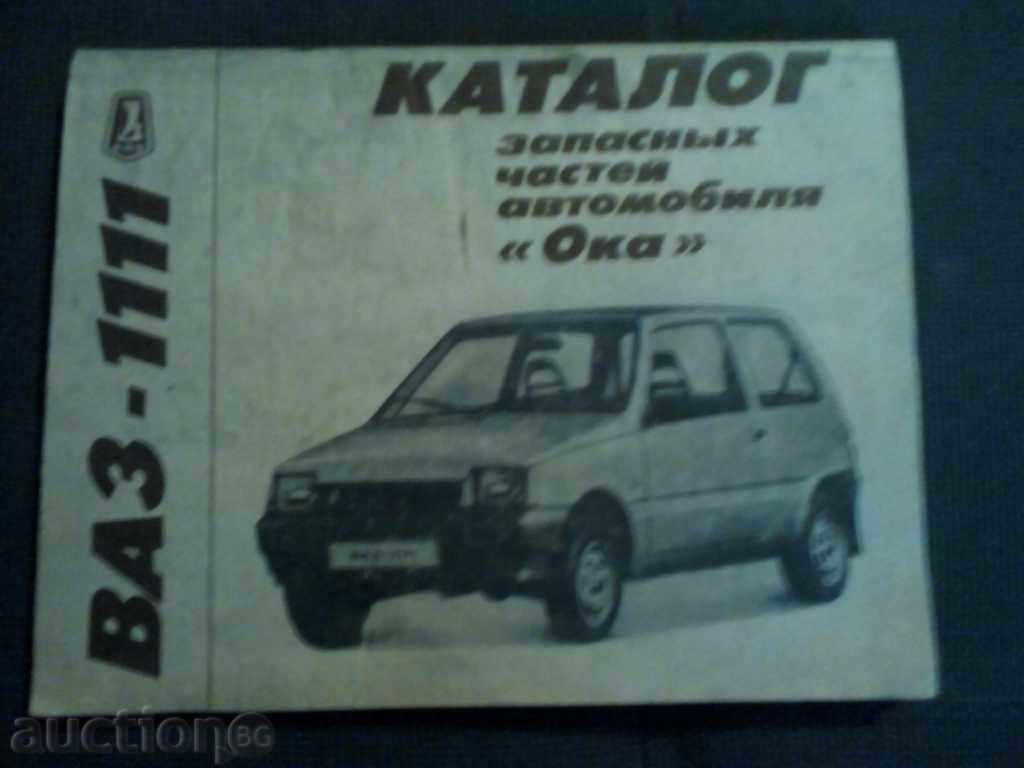 КАТАЛОГ
запасных
частей
автомобиля
«Ока»
ВАЗ-1111
auction BG